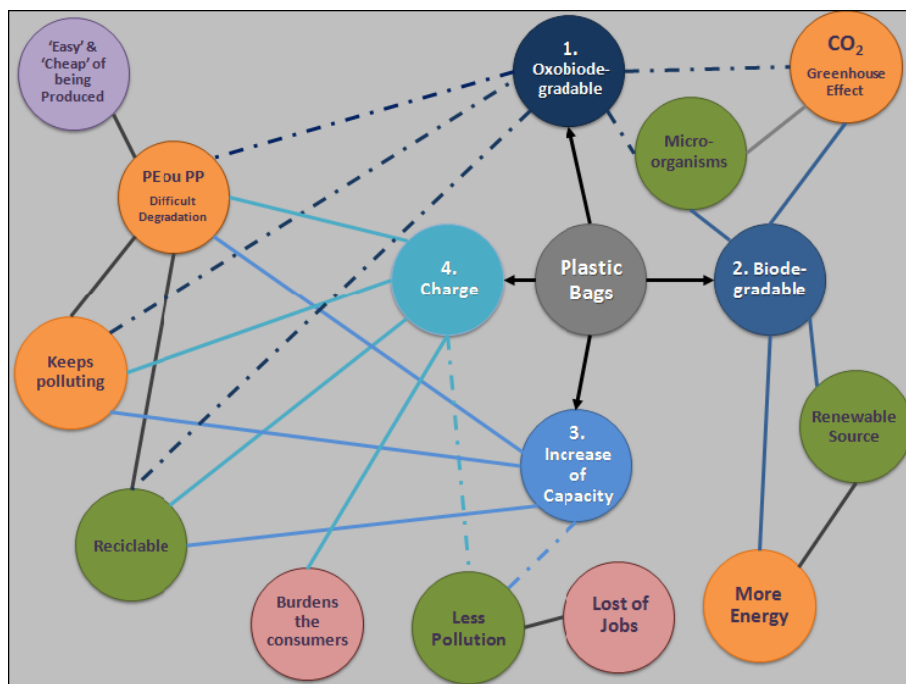 'Easy' &
'Cheap' of
being
Produced
1.
Oxobiode-
gradable
CO₂
Greenhouse
Effect
Micro-
organisms
PE ou PP
Difficult
Degradation
4.
Charge
Plastic
Bags
2. Biode-
gradable
Keeps
polluting
3.
Increase
of
Capacity
Renewable
Source
Reciclable
Burdens
the
consumers
Less
Pollution
Lost of
Jobs
More
Energy